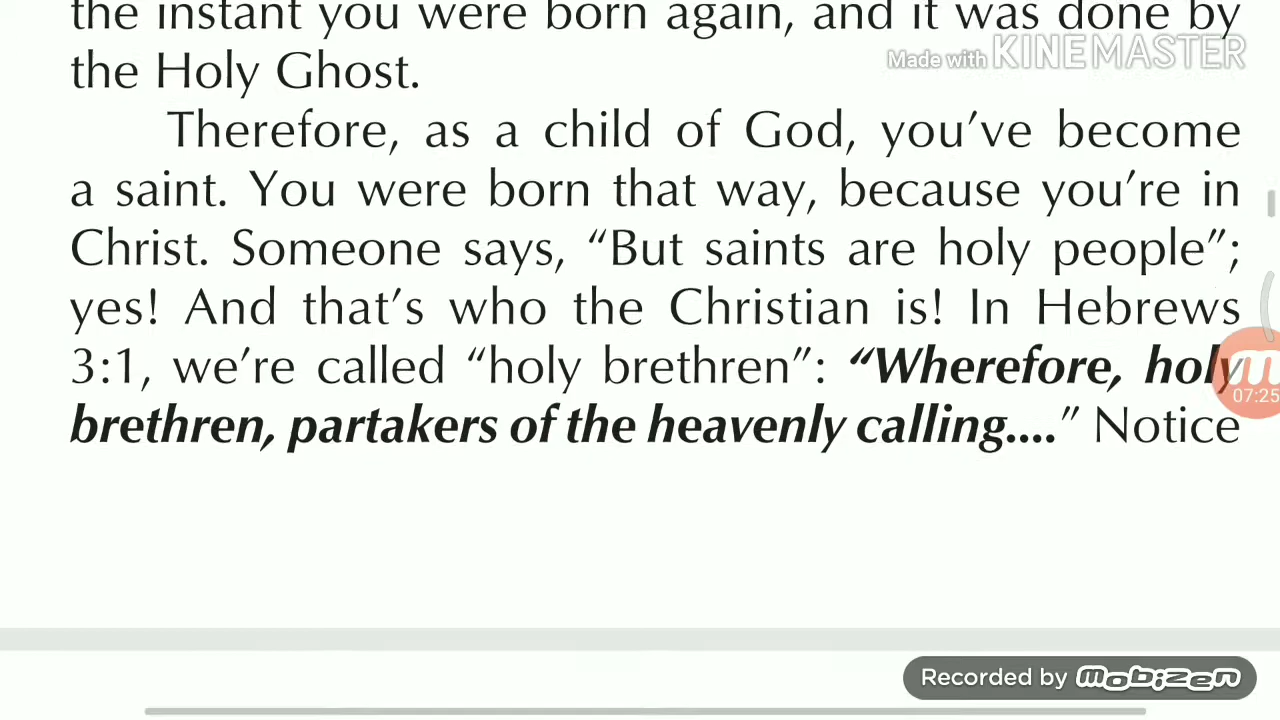 the instant you were born again, and it was done by
Made with KINEMASTER
the Holy Ghost.
Therefore, as a child of God, you’ve become
a saint. You were born that way, because you’re in
Christ. Someone says, “But saints are holy people”;
yes! And that’s who the Christian is! In Hebrews
3:1, we’re called “holy brethren”: “Wherefore, holy
07:25
brethren, partakers of the heavenly calling....” Notice
Recorded by mobizen